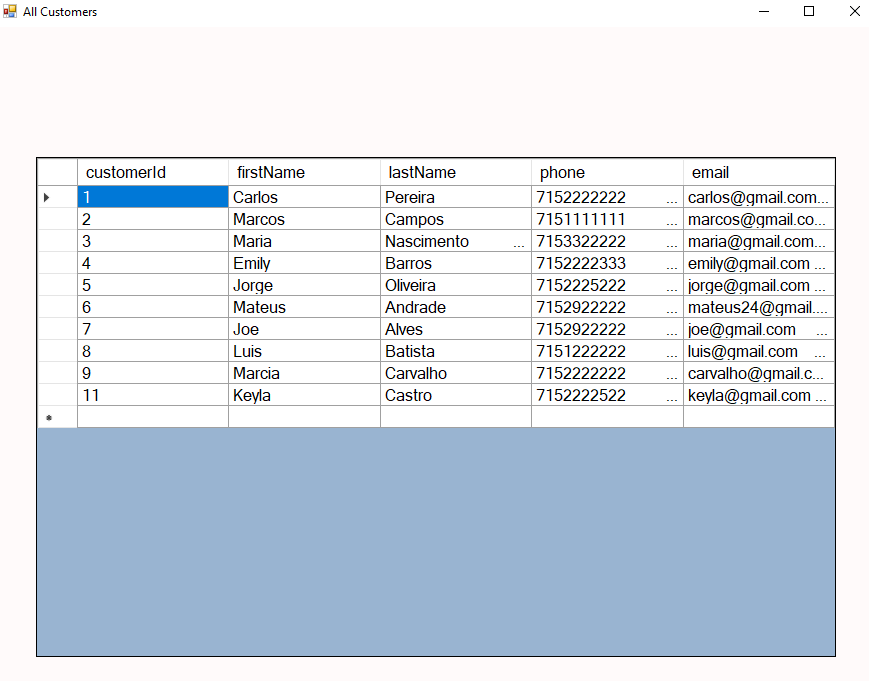 All Customers
customerId firstName lastName phone email
1 Carlos Pereira 7152222222 ... carlos@gmail.com...
2 Marcos Campos 7151111111 ... marcos@gmail.co...
3 Maria Nascimento ... 7153322222 ... maria@gmail.com...
4 Emily Barros 7152222333 ... emily@gmail.com ...
5 Jorge Oliveira 7152225222 ... jorge@gmail.com ...
6 Mateus Andrade 7152922222 ... mateus24@gmail....
7 Joe Alves 7152922222 ... joe@gmail.com ...
8 Luis Batista 7151222222 ... luis@gmail.com ...
9 Marcia Carvalho 7152222222 ... carvalho@gmail.c...
11 Keyla Castro 7152222522 ... keyla@gmail.com ...